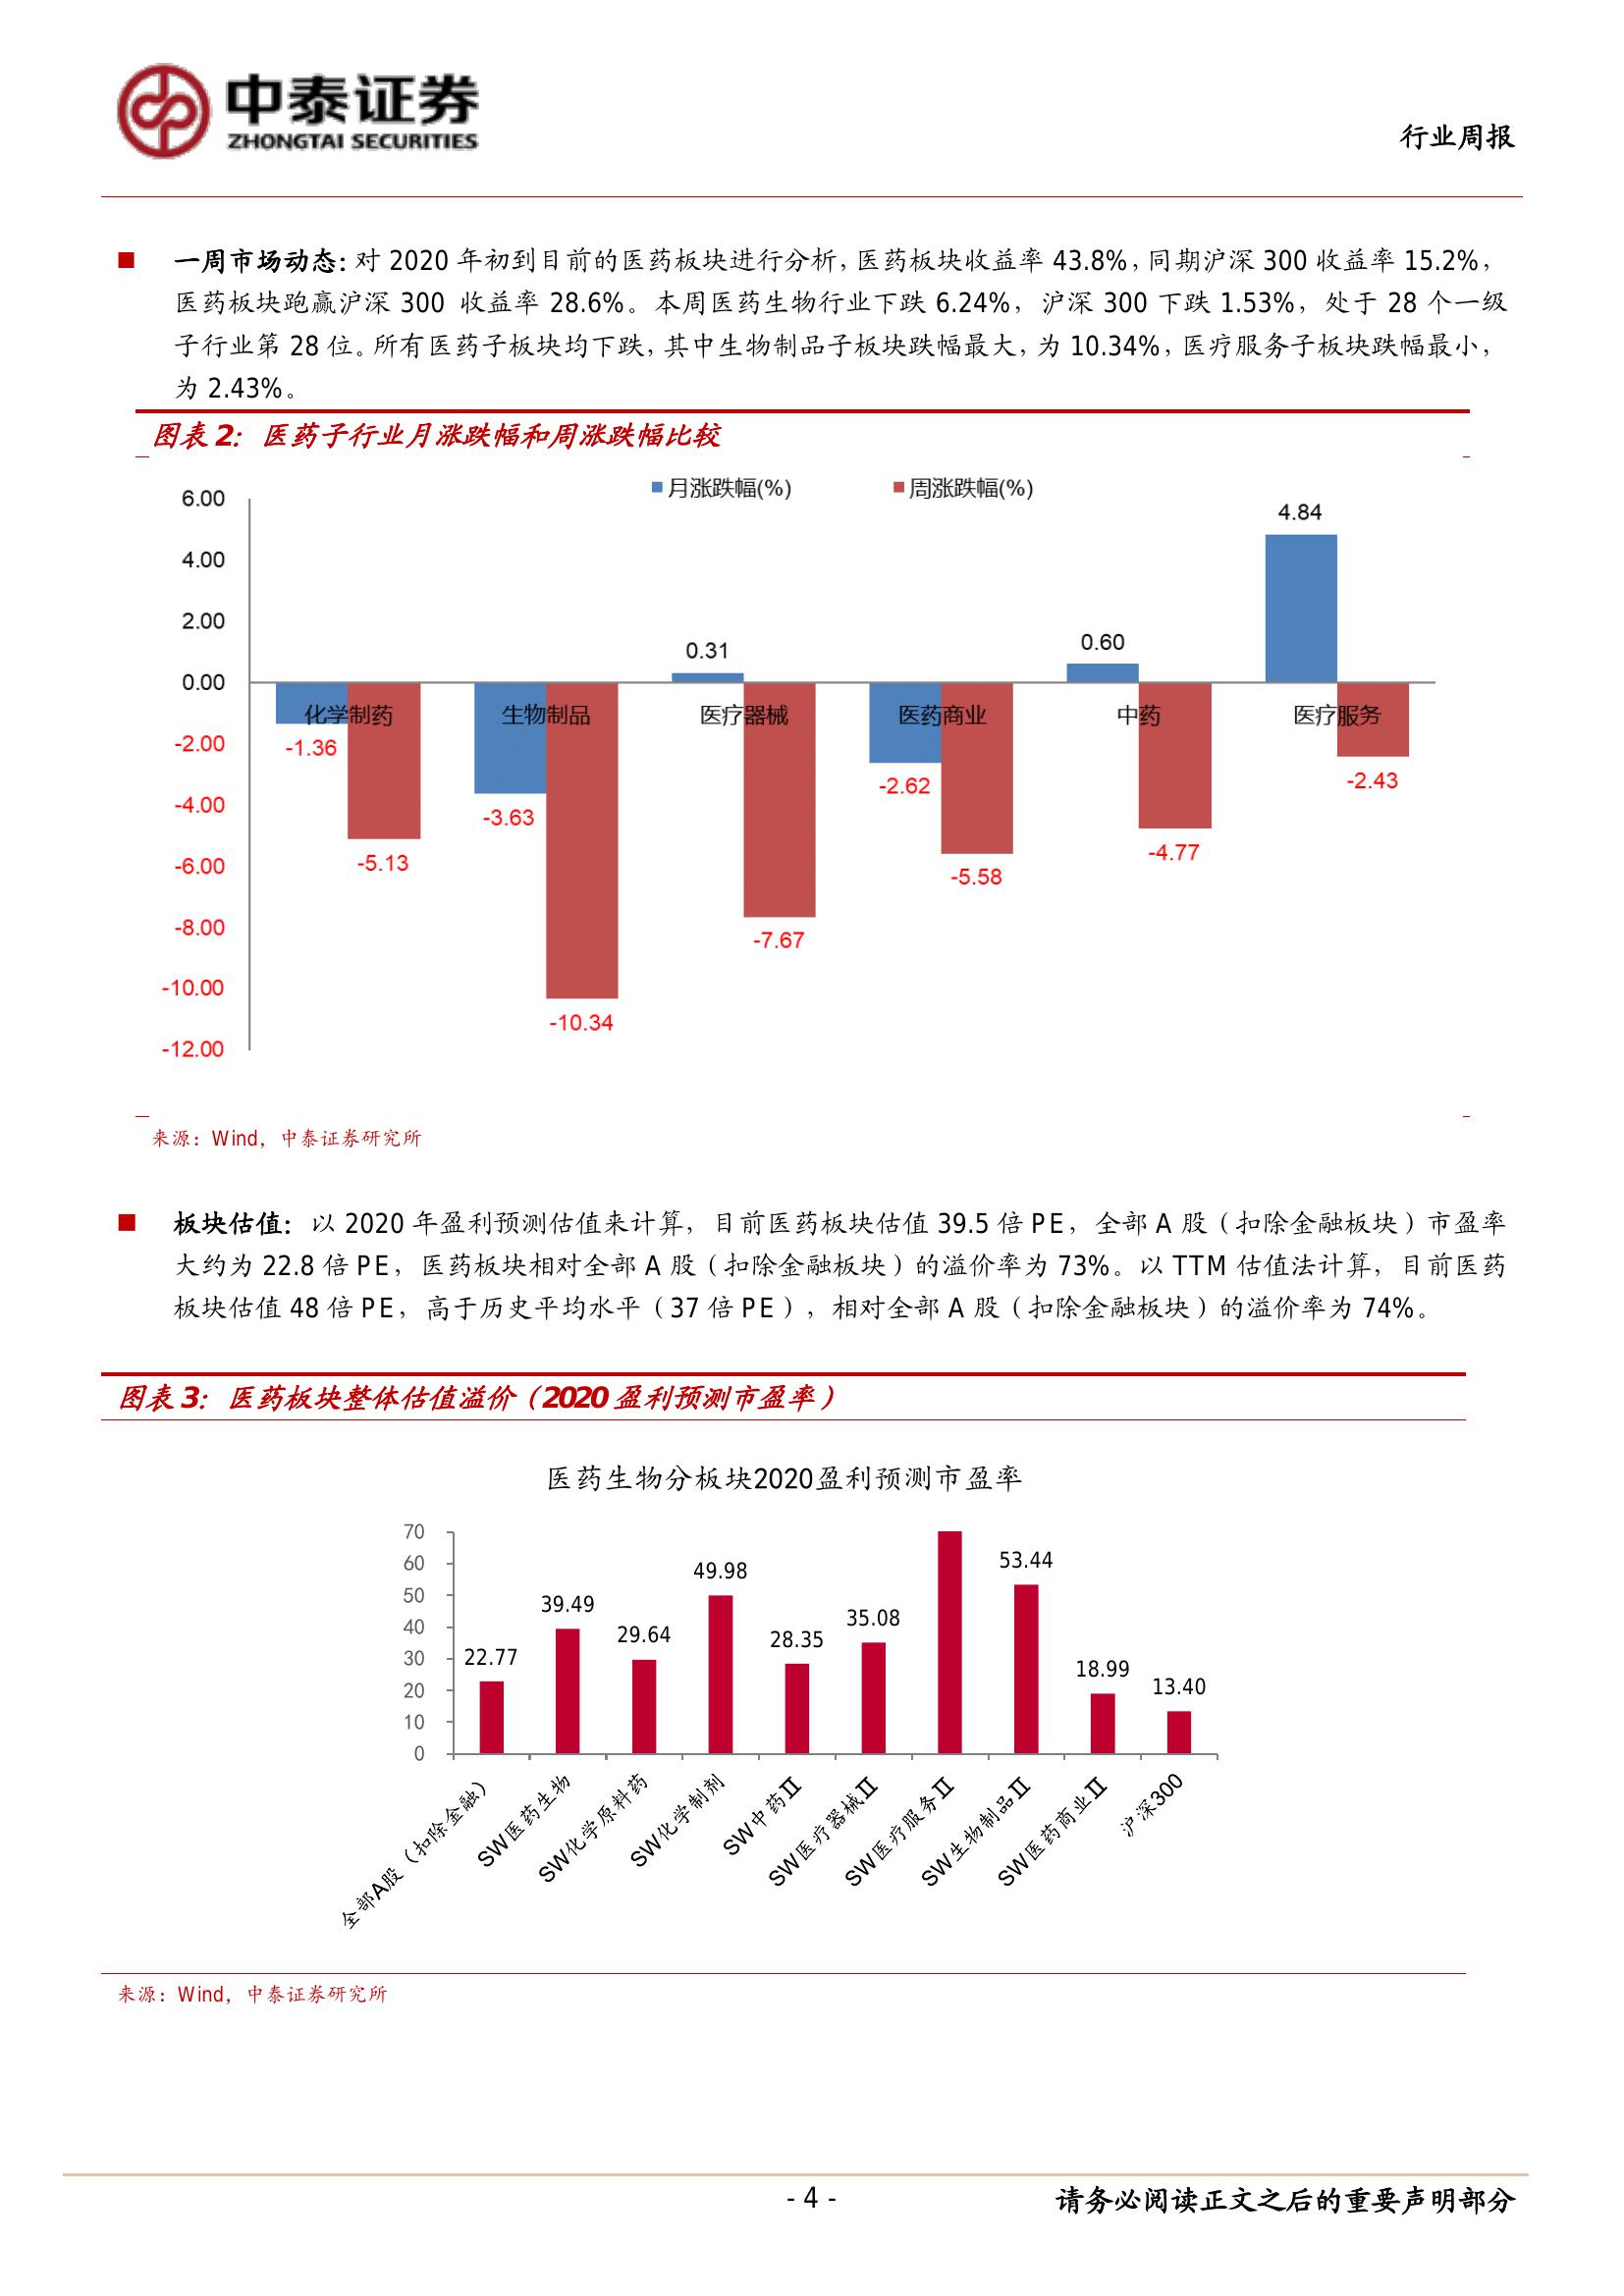 中泰证券
ZHONGTAI SECURITIES
行业周报
■ 一周市场动态：对 2020 年初到目前的医药板块进行分析，医药板块收益率 43.8%，同期沪深 300 收益率 15.2%，
医药板块跑赢沪深 300 收益率 28.6%。本周医药生物行业下跌 6.24%，沪深 300 下跌 1.53%，处于 28 个一级
子行业第 28 位。所有医药子板块均下跌，其中生物制品子板块跌幅最大，为 10.34%，医疗服务子板块跌幅最小，
为 2.43%。
图表 2：医药子行业月涨跌幅和周涨跌幅比较
月涨跌幅(%) 周涨跌幅(%)
6.00
4.00
2.00
0.00
-2.00
-4.00
-6.00
-8.00
-10.00
-12.00
化学制药 生物制品 医疗器械 医药商业 中药 医疗服务
-1.36 -3.63 0.31 -2.62 0.60 4.84
-5.13 -10.34 -7.67 -5.58 -4.77 -2.43
来源：Wind，中泰证券研究所
■ 板块估值：以 2020 年盈利预测估值来计算，目前医药板块估值 39.5 倍 PE，全部 A 股（扣除金融板块）市盈率
大约为 22.8 倍 PE，医药板块相对全部 A 股（扣除金融板块）的溢价率为 73%。以 TTM 估值法计算，目前医药
板块估值 48 倍 PE，高于历史平均水平（37 倍 PE），相对全部 A 股（扣除金融板块）的溢价率为 74%。
图表 3：医药板块整体估值溢价（2020 盈利预测市盈率）
医药生物分板块2020盈利预测市盈率
70
60
50
40
30
20
10
0
22.77 39.49 29.64 49.98 28.35 35.08 53.44 18.99 13.40
全部A股（扣除金融）
SW医药生物
SW化学原料药
SW化学制剂
SW中药Ⅱ
SW医疗器械Ⅱ
SW医疗服务Ⅱ
SW生物制品Ⅱ
SW医药商业Ⅱ
沪深300
来源：Wind，中泰证券研究所
- 4 -
请务必阅读正文之后的重要声明部分